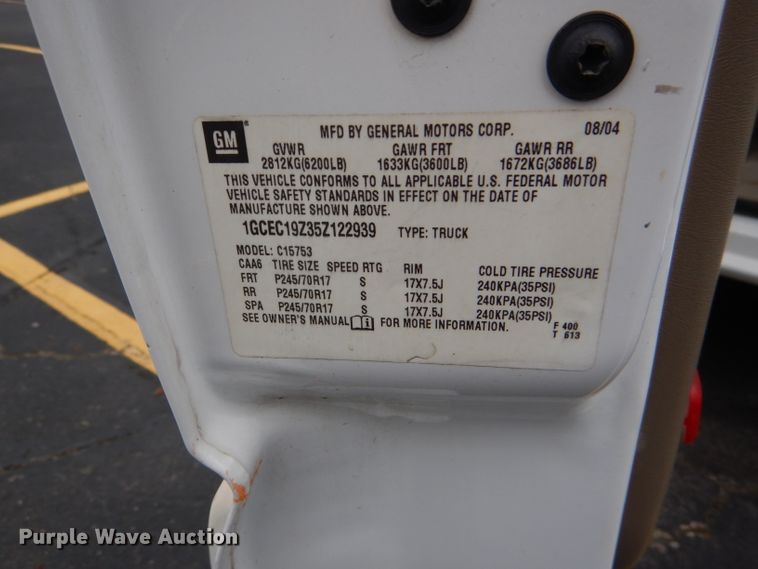 GM
MFD BY GENERAL MOTORS CORP. 08/04
GVWR GAWR FRT GAWR RR
2812KG(6200LB) 1633KG(3600LB) 1672KG(3686LB)
THIS VEHICLE CONFORMS TO ALL APPLICABLE U.S. FEDERAL MOTOR
VEHICLE SAFETY STANDARDS IN EFFECT ON THE DATE OF
MANUFACTURE SHOWN ABOVE.
1GCEC19Z35Z122939 TYPE: TRUCK
MODEL: C15753
CAA6 TIRE SIZE SPEED RTG RIM COLD TIRE PRESSURE
FRT P245/70R17 S 17X7.5J 240KPA(35PSI)
RR P245/70R17 S 17X7.5J 240KPA(35PSI)
SPA P245/70R17 S 17X7.5J 240KPA(35PSI)
SEE OWNER'S MANUAL i FOR MORE INFORMATION.
F 400
T 613
Purple Wave Auction